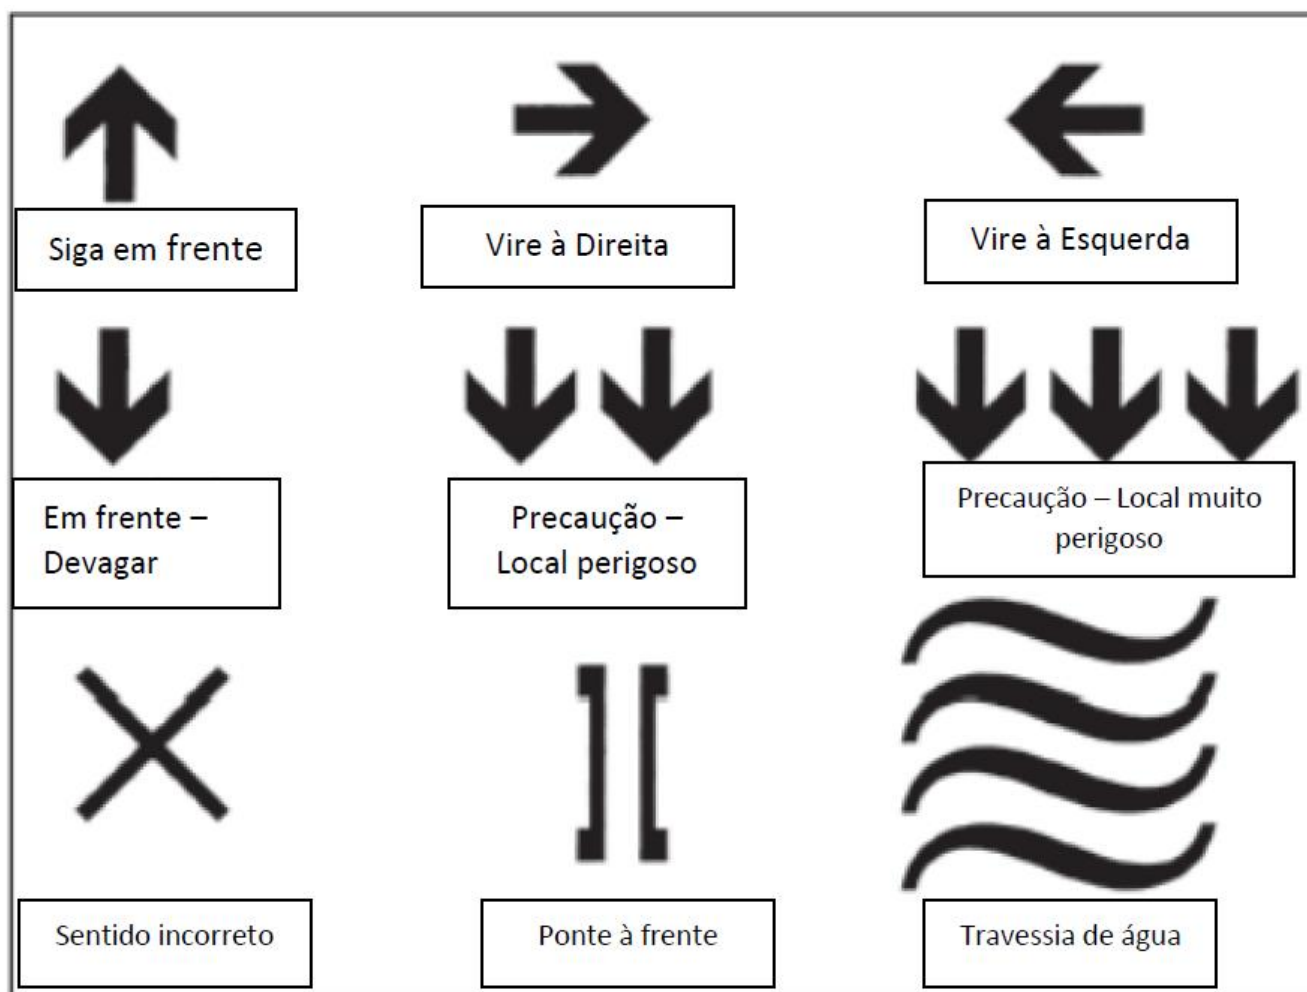 Siga em frente
Vire à Direita
Vire à Esquerda
Em frente –
Devagar
Precaução –
Local perigoso
Precaução – Local muito
perigoso
Sentido incorreto
Ponte à frente
Travessia de água